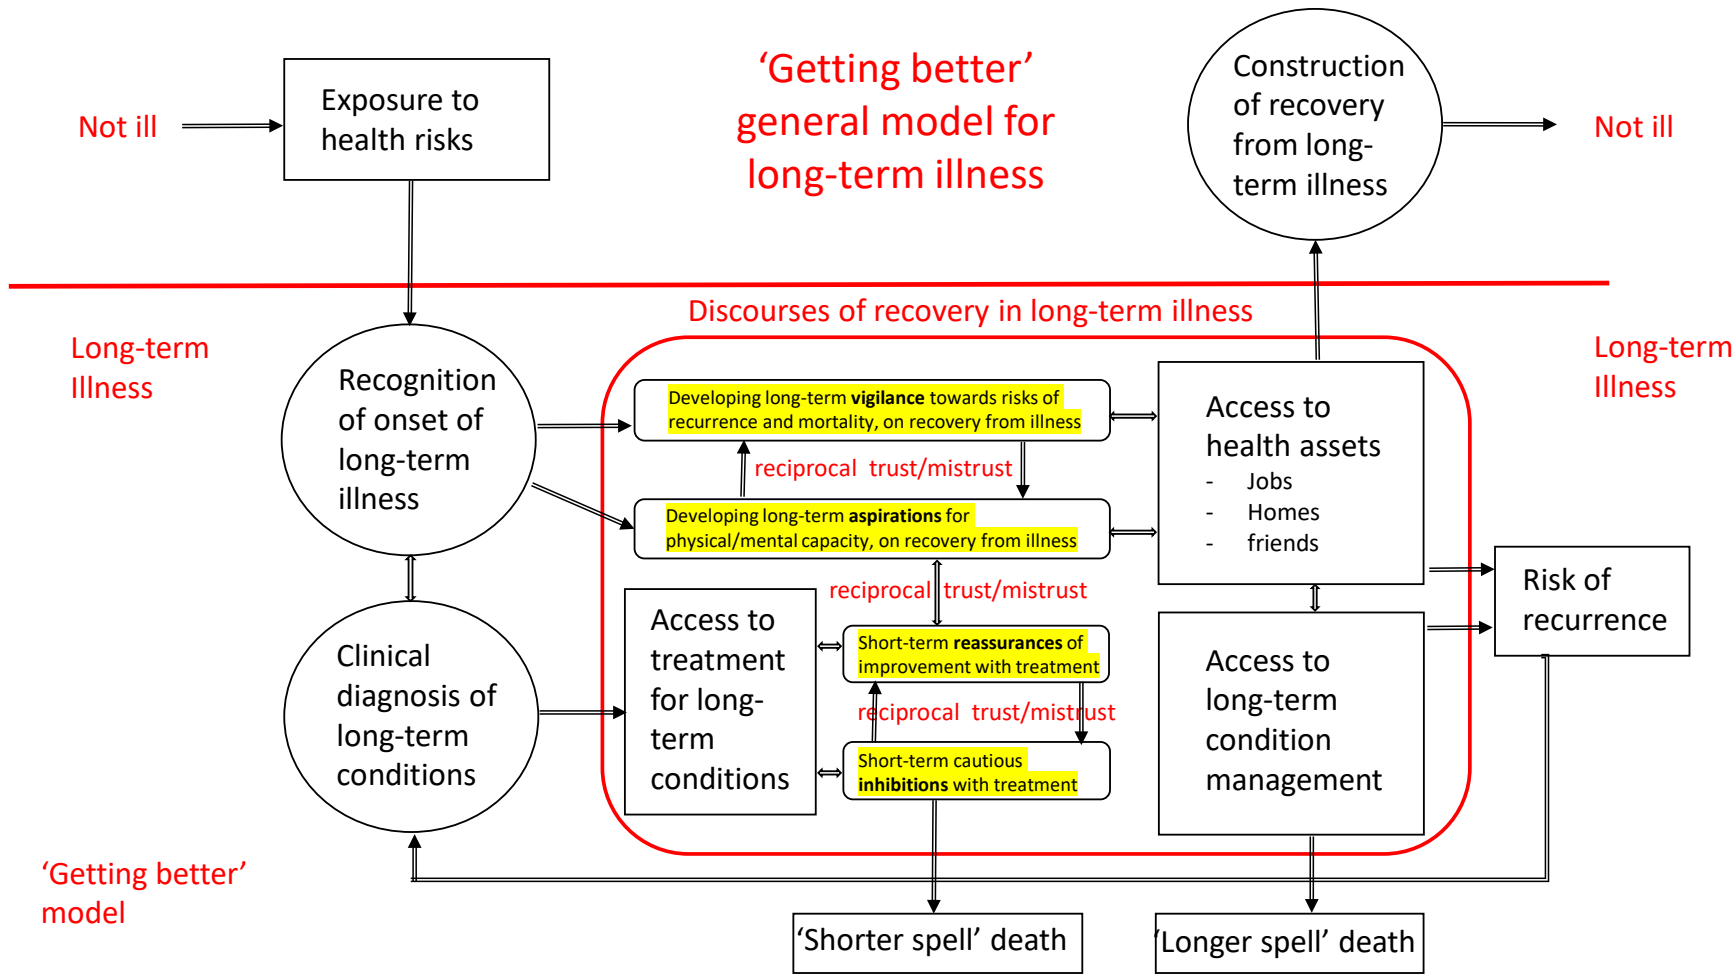 ‘Getting better’
general model for
long-term illness
Not ill
Exposure to
health risks
Construction
of recovery
from long-
term illness
Not ill
Discourses of recovery in long-term illness
Long-term
Illness
Long-term
Illness
Recognition
of onset of
long-term
illness
Developing long-term vigilance towards risks of
recurrence and mortality, on recovery from illness
reciprocal trust/mistrust
Developing long-term aspirations for
physical/mental capacity, on recovery from illness
Access to
health assets
- Jobs
- Homes
- friends
reciprocal trust/mistrust
Risk of
recurrence
Clinical
diagnosis of
long-term
conditions
Access to
treatment
for long-
term
conditions
Short-term reassurances of
improvement with treatment
reciprocal trust/mistrust
Short-term cautious
inhibitions with treatment
Access to
long-term
condition
management
‘Getting better’
model
‘Shorter spell’ death
‘Longer spell’ death